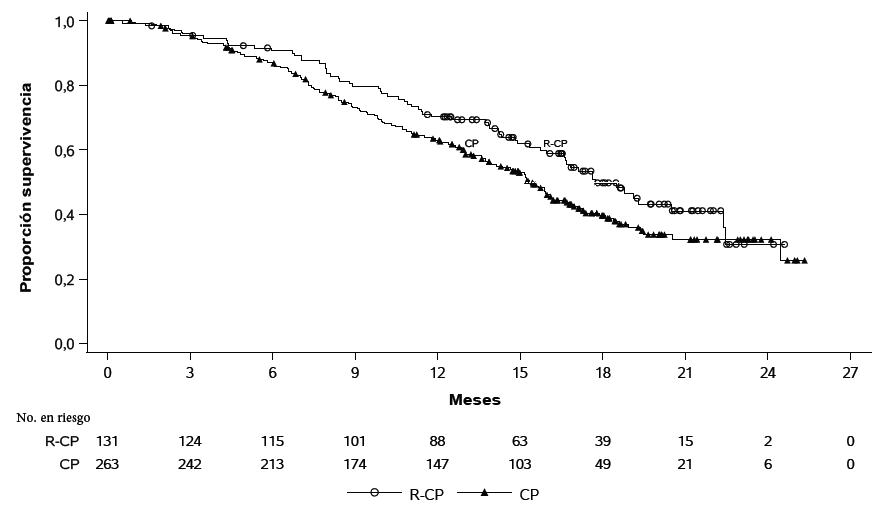 Proporción supervivencia
1,0
0,8
0,6
0,4
0,2
0,0
CP
R-CP
0 3 6 9 12 15 18 21 24 27
Meses
No. en riesgo
R-CP 131 124 115 101 88 63 39 15 2 0
CP 263 242 213 174 147 103 49 21 6 0
R-CP CP